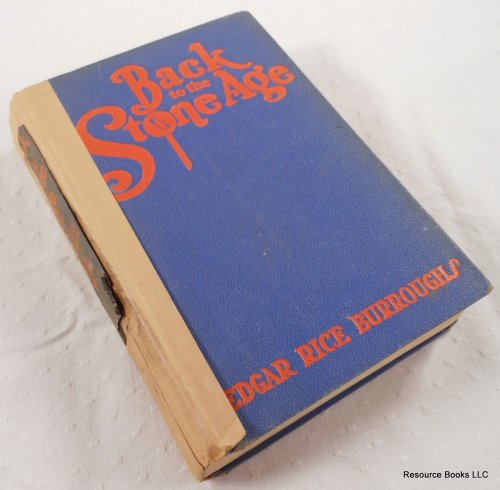 Back
to the
Stone Age
EDGAR RICE BURROUGHS
Resource Books LLC